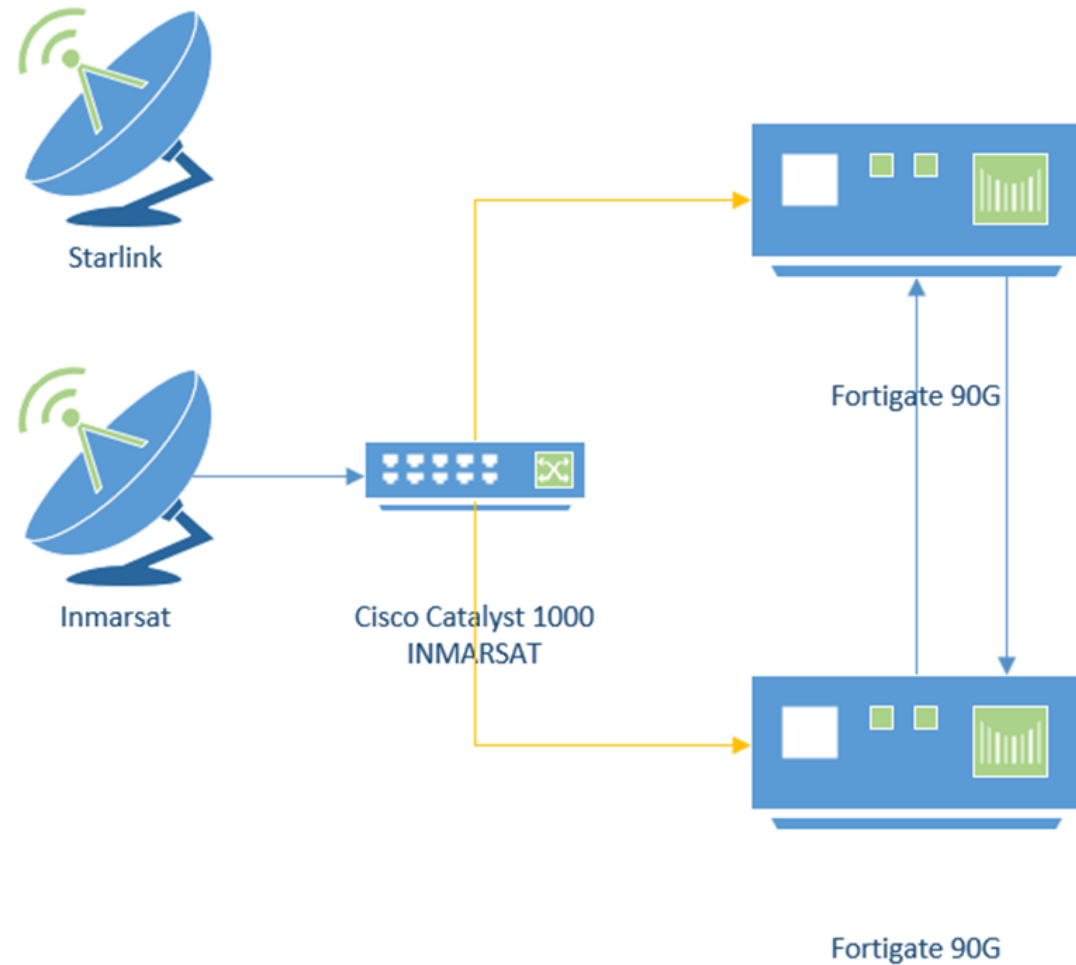 Starlink
Fortigate 90G
Inmarsat
Cisco Catalyst 1000
INMARSAT
Fortigate 90G